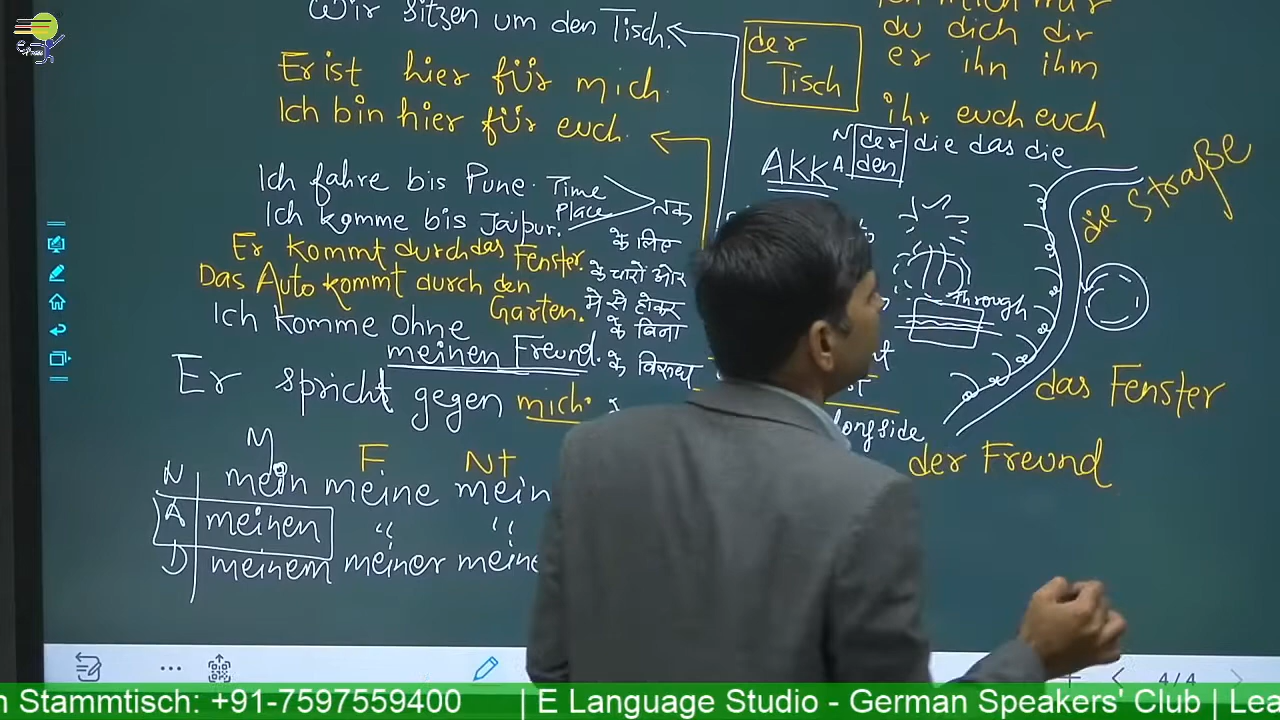 Wir sitzen um den Tisch.
Er ist hier für mich.
Ich bin hier für euch.
Ich fahre bis Pune. Time
Place
तक
Ich komme bis Jaipur.
Er kommt durch das Fenster.
Das Auto kommt durch den
Garten.
Ich komme ohne
meinen Freund.
Er spricht gegen mich.
के लिए
के चारों ओर
मे से होकर
के बिना
के विरुध
M
F
Nt
N mein meine mein
A meinen " "
D meinem meiner meine
der
Tisch
du dich dir
er ihn ihm
ihr euch euch
N der die das die
A den
AKK
through
die Straße
das Fenster
der Freund
longside
4/4
n Stammtisch: +91-7597559400 | E Language Studio - German Speakers' Club | Lea